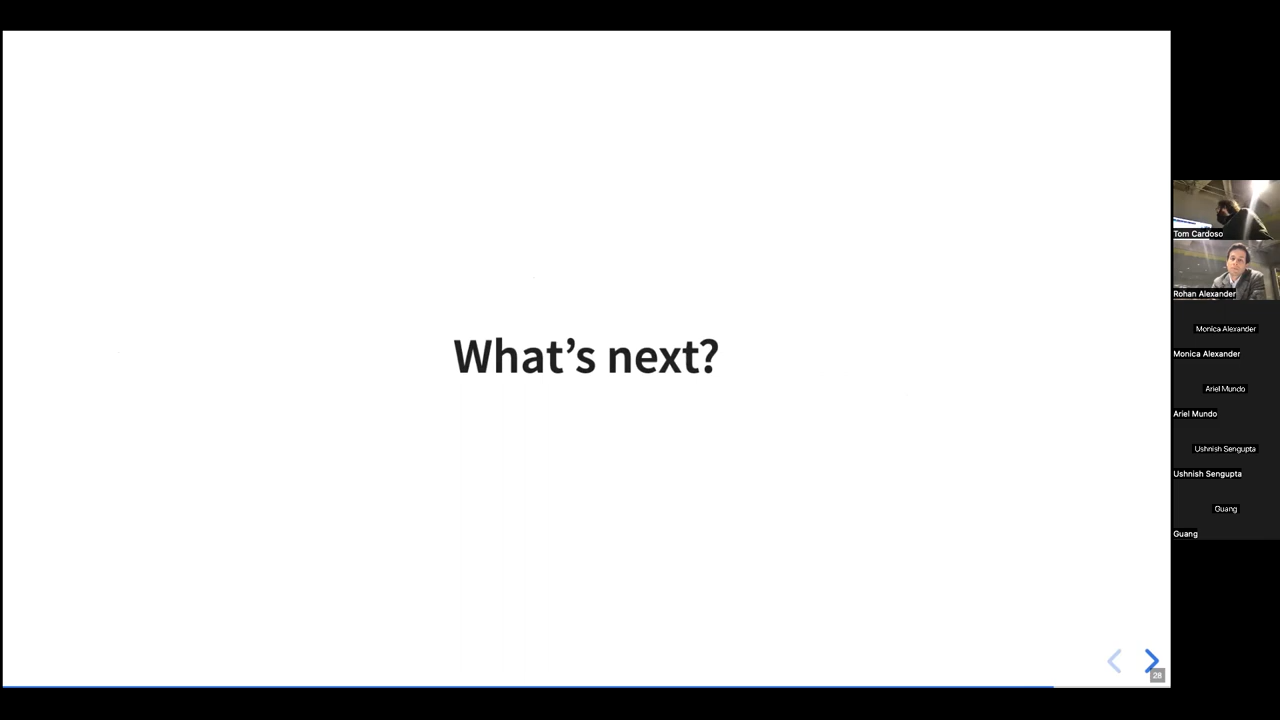 What’s next?
28
Tom Cardoso
Rohan Alexander
Monica Alexander
Monica Alexander
Ariel Mundo
Ariel Mundo
Ushnish Sengupta
Ushnish Sengupta
Guang
Guang